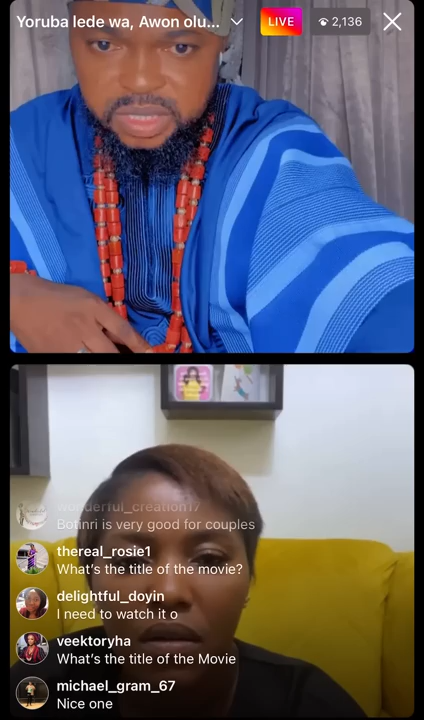 Yoruba lede wa, Awon olu...
LIVE
2,136
wonderful_creation17
Botinri is very good for couples
thereal_rosie1
What's the title of the movie?
delightful_doyin
I need to watch it o
veektoryha
What's the title of the Movie
michael_gram_67
Nice one